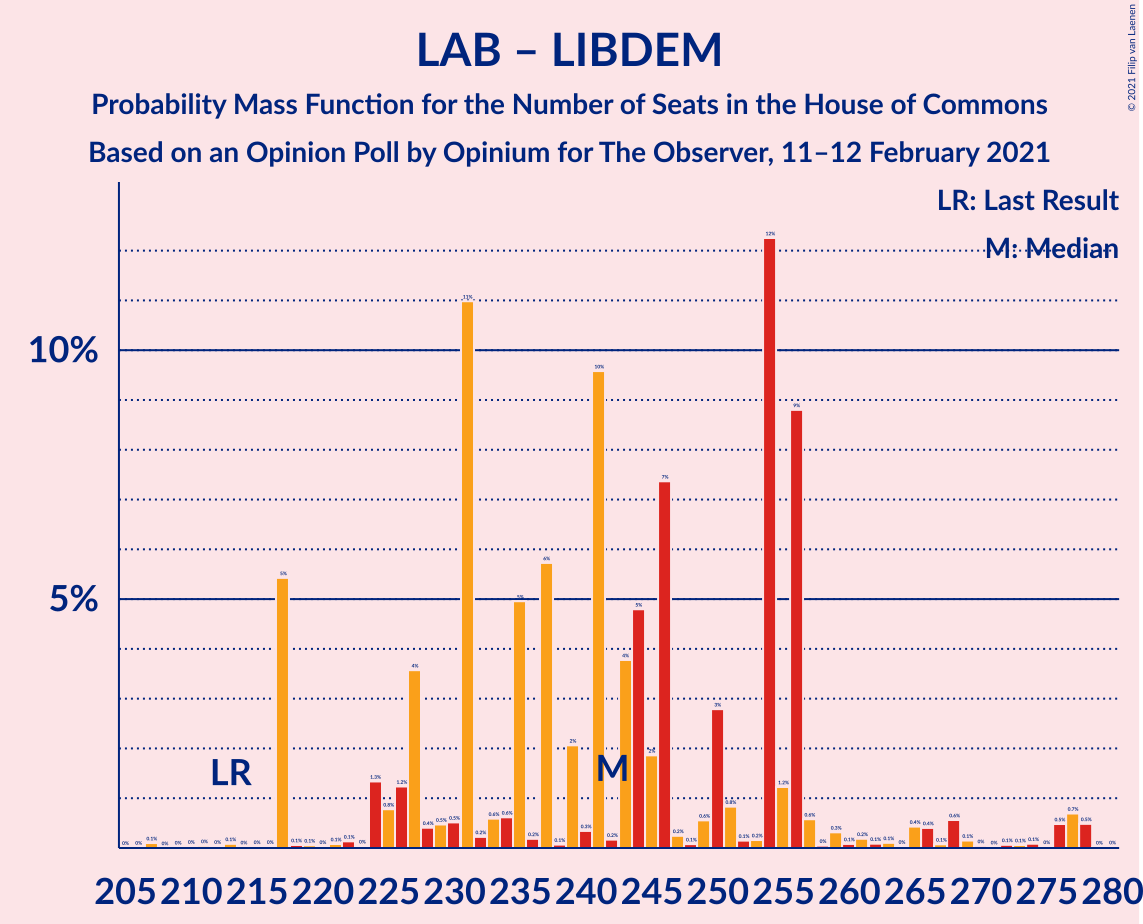 LAB – LIBDEM
Probability Mass Function for the Number of Seats in the House of Commons
Based on an Opinion Poll by Opinium for The Observer, 11–12 February 2021
© 2021 Filip van Laenen
LR: Last Result
M: Median
10%
5%
LR
M
205 210 215 220 225 230 235 240 245 250 255 260 265 270 275 280